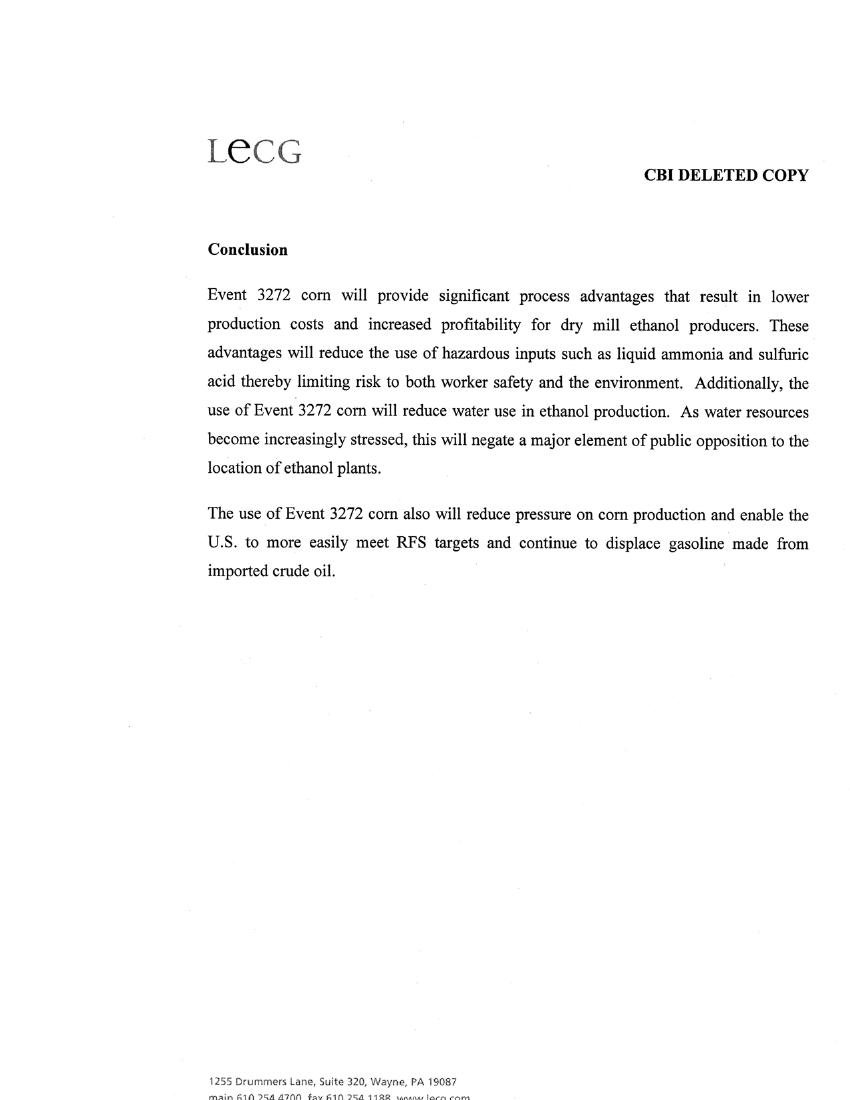 LECG
CBI DELETED COPY
Conclusion
Event 3272 corn will provide significant process advantages that result in lower
production costs and increased profitability for dry mill ethanol producers. These
advantages will reduce the use of hazardous inputs such as liquid ammonia and sulfuric
acid thereby limiting risk to both worker safety and the environment. Additionally, the
use of Event 3272 corn will reduce water use in ethanol production. As water resources
become increasingly stressed, this will negate a major element of public opposition to the
location of ethanol plants.
The use of Event 3272 corn also will reduce pressure on corn production and enable the
U.S. to more easily meet RFS targets and continue to displace gasoline made from
imported crude oil.
1255 Drummers Lane, Suite 320, Wayne, PA 19087
main 610.254.4700, fax 610.254.1188, www.lecg.com